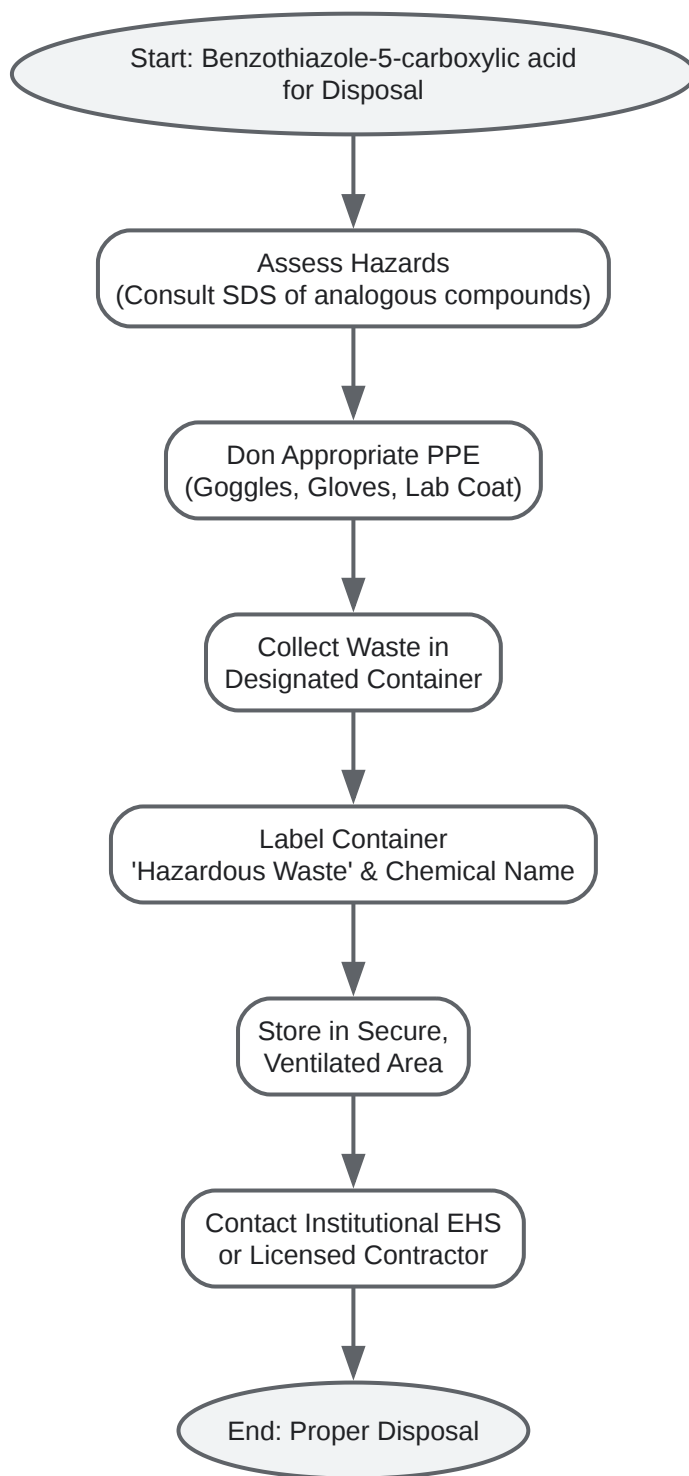 Start: Benzothiazole-5-carboxylic acid
for Disposal
Assess Hazards
(Consult SDS of analogous compounds)
Don Appropriate PPE
(Goggles, Gloves, Lab Coat)
Collect Waste in
Designated Container
Label Container
'Hazardous Waste' & Chemical Name
Store in Secure,
Ventilated Area
Contact Institutional EHS
or Licensed Contractor
End: Proper Disposal